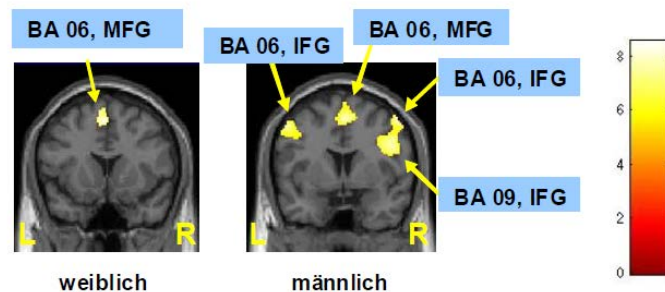 BA 06, MFG
BA 06, IFG
BA 06, MFG
BA 06, IFG
BA 09, IFG
L
R
L
R
weiblich
männlich
8
6
4
2
0